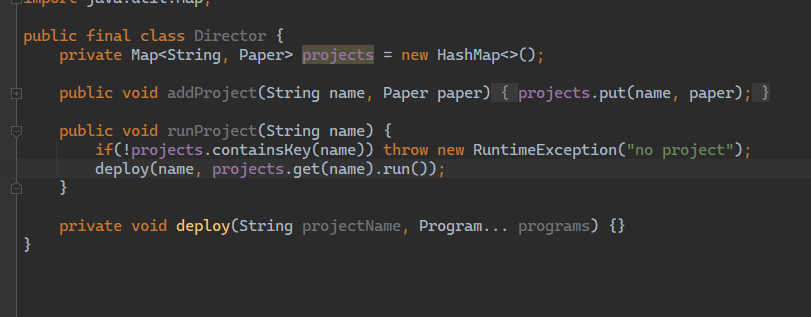 import java.util.Map;
public final class Director {
    private Map<String, Paper> projects = new HashMap<>();
    public void addProject(String name, Paper paper) { projects.put(name, paper); }
    public void runProject(String name) {
        if(!projects.containsKey(name)) throw new RuntimeException("no project");
        deploy(name, projects.get(name).run());
    }
    private void deploy(String projectName, Program... programs) {}
}